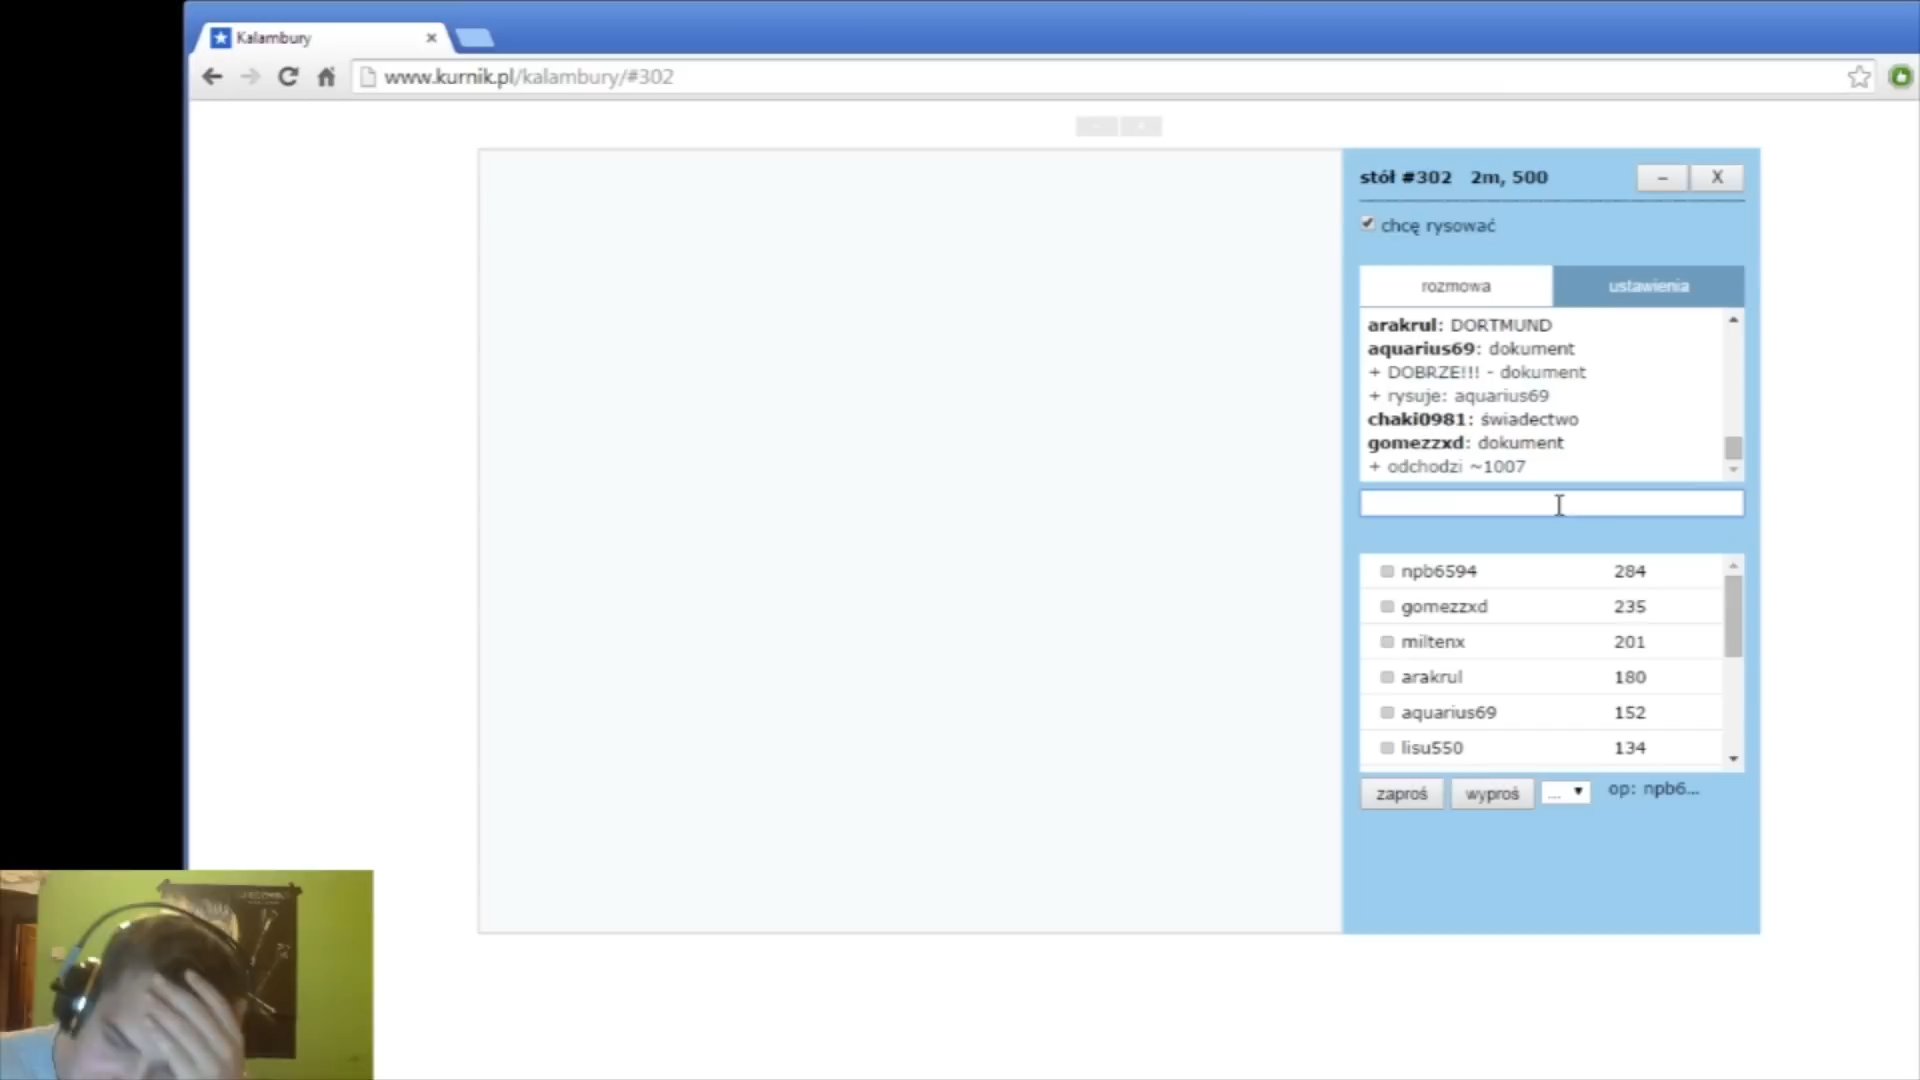 Kalambury
www.kurnik.pl/kalambury/#302
stół #302 2m, 500
– X
chcę rysować
rozmowa ustawienia
arakrul: DORTMUND
aquarius69: dokument
+ DOBRZE!!! - dokument
+ rysuje: aquarius69
chaki0981: świadectwo
gomezzxd: dokument
+ odchodzi ~1007
npb6594 284
gomezzxd 235
miltenx 201
arakrul 180
aquarius69 152
lisu550 134
zaproś wyproś ... op: npb6...